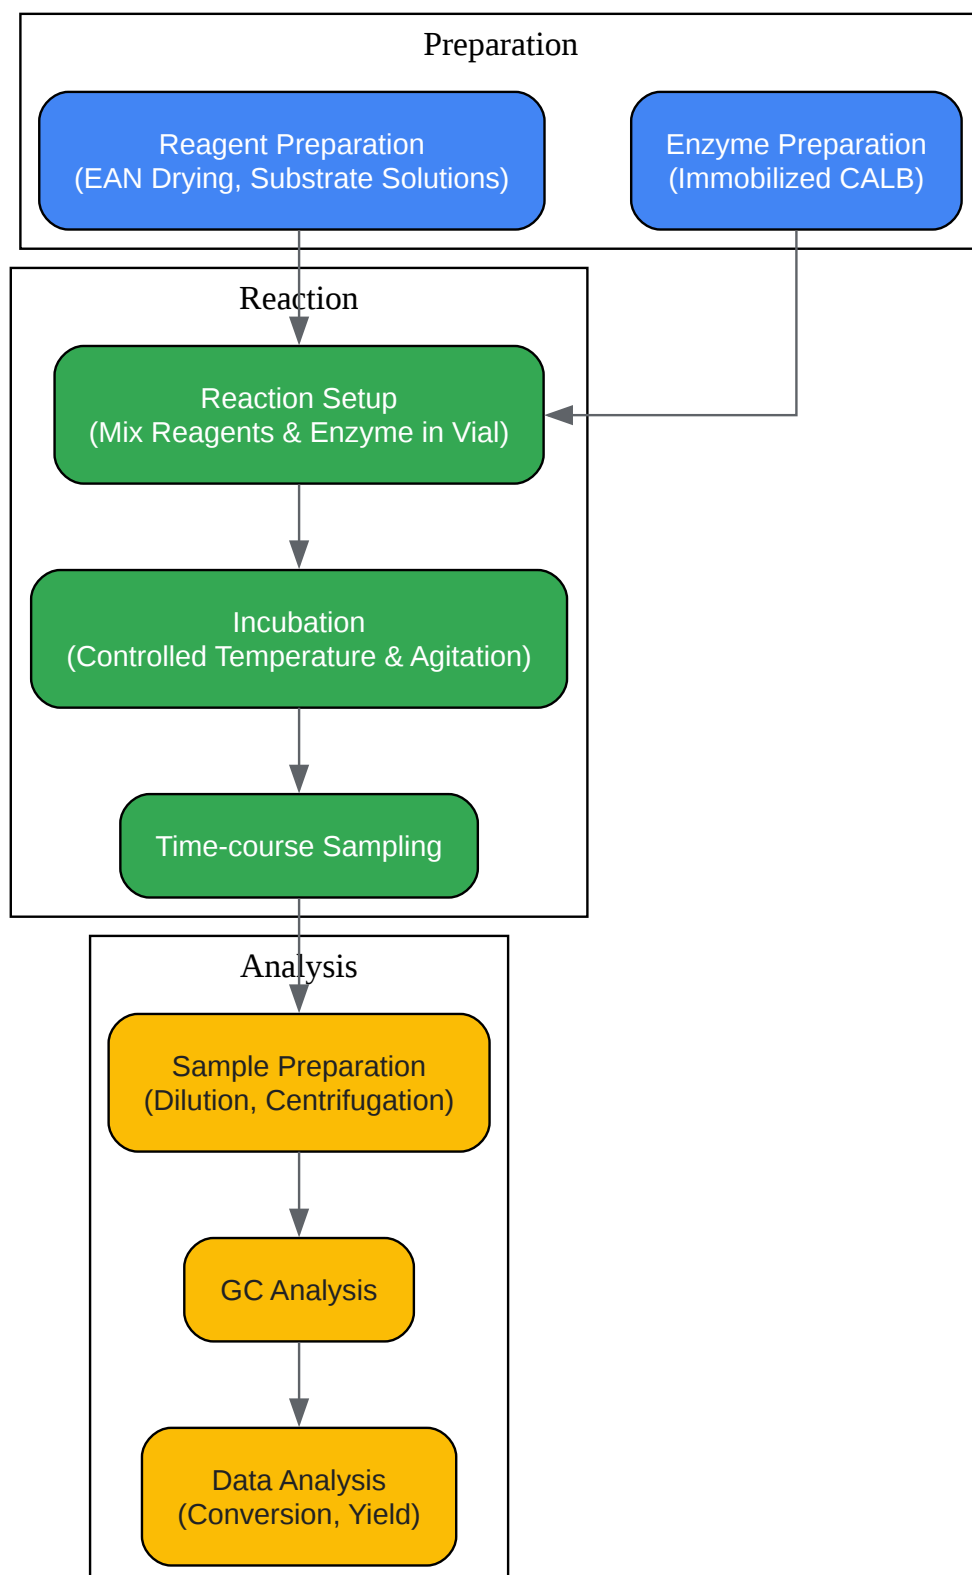 Preparation
Reagent Preparation
(EAN Drying, Substrate Solutions)
Enzyme Preparation
(Immobilized CALB)
Reaction
Reaction Setup
(Mix Reagents & Enzyme in Vial)
Incubation
(Controlled Temperature & Agitation)
Time-course Sampling
Analysis
Sample Preparation
(Dilution, Centrifugation)
GC Analysis
Data Analysis
(Conversion, Yield)